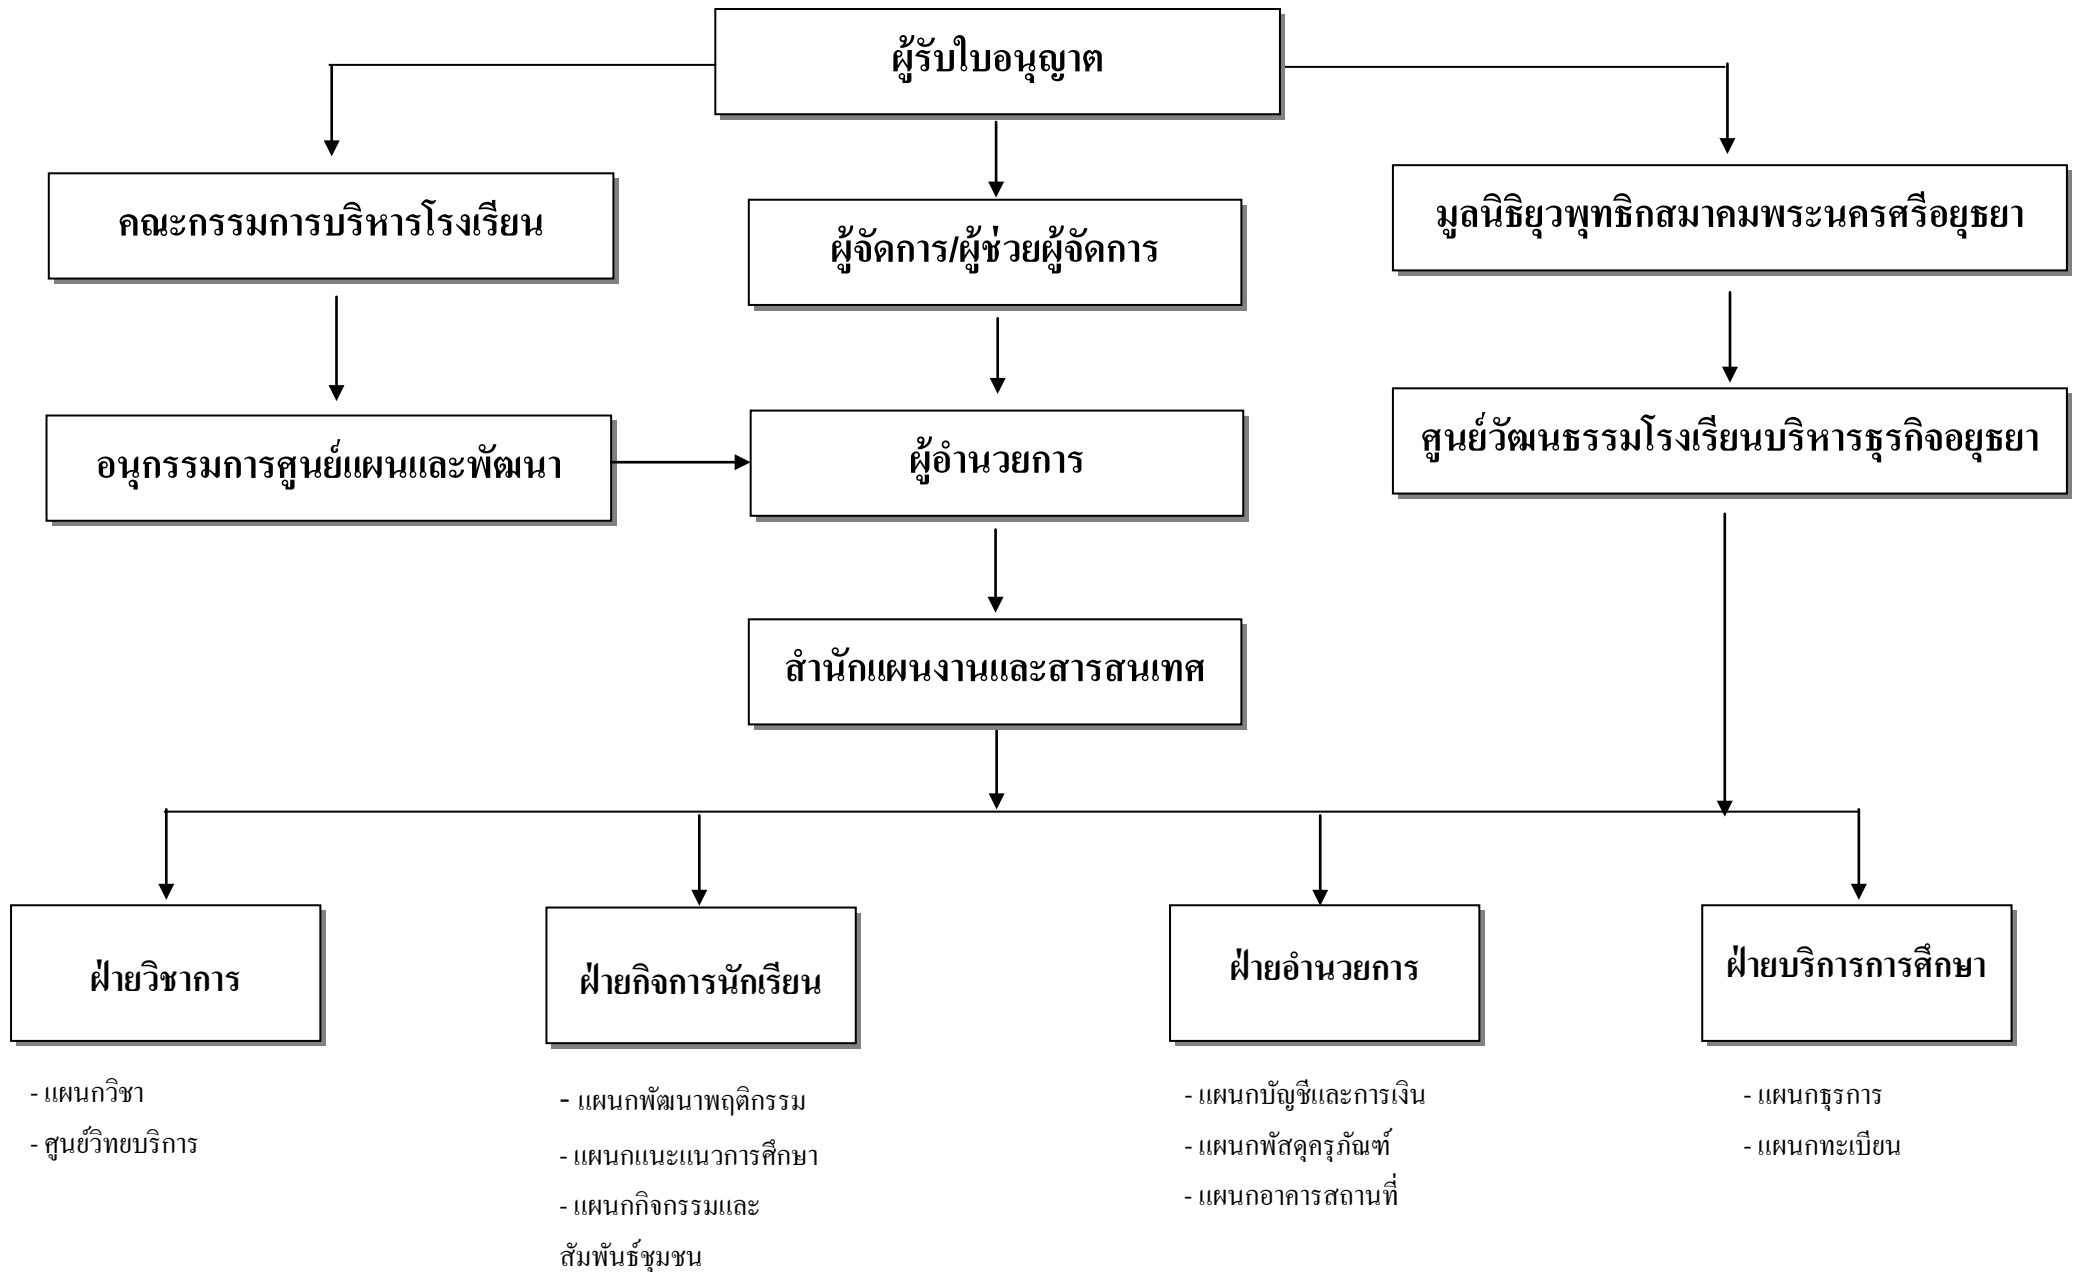 ผู้รับใบอนุญาต
คณะกรรมการบริหารโรงเรียน
ผู้จัดการ/ผู้ช่วยผู้จัดการ
มูลนิธิยุวพุทธิกสมาคมพระนครศรีอยุธยา
อนุกรรมการศูนย์แผนและพัฒนา
ผู้อำนวยการ
ศูนย์วัฒนธรรมโรงเรียนบริหารธุรกิจอยุธยา
สำนักแผนงานและสารสนเทศ
ฝ่ายวิชาการ
- แผนกวิชา
- ศูนย์วิทยบริการ
ฝ่ายกิจการนักเรียน
- แผนกพัฒนาพฤติกรรม
- แผนกแนะแนวการศึกษา
- แผนกกิจกรรมและ
สัมพันธ์ชุมชน
ฝ่ายอำนวยการ
- แผนกบัญชีและการเงิน
- แผนกพัสดุครุภัณฑ์
- แผนกอาคารสถานที่
ฝ่ายบริการการศึกษา
- แผนกธุรการ
- แผนกทะเบียน